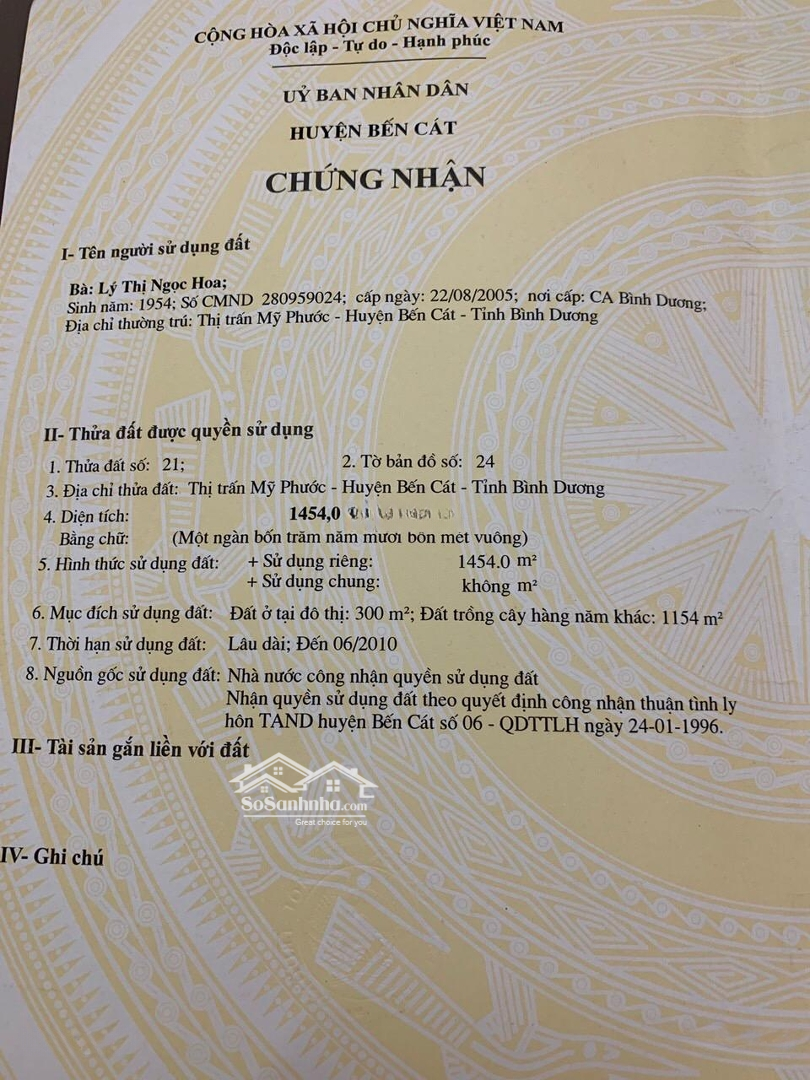 CỘNG HÒA XÃ HỘI CHỦ NGHĨA VIỆT NAM
Độc lập - Tự do - Hạnh phúc
UỶ BAN NHÂN DÂN
HUYỆN BẾN CÁT
CHỨNG NHẬN
I- Tên người sử dụng đất
Bà: Lý Thị Ngọc Hoa;
Sinh năm: 1954; Số CMND 280959024; cấp ngày: 22/08/2005; nơi cấp: CA Bình Dương;
Địa chỉ thường trú: Thị trấn Mỹ Phước - Huyện Bến Cát - Tỉnh Bình Dương
II- Thửa đất được quyền sử dụng
1. Thửa đất số: 21; 2. Tờ bản đồ số: 24
3. Địa chỉ thửa đất: Thị trấn Mỹ Phước - Huyện Bến Cát - Tỉnh Bình Dương
4. Diện tích: 1454,0
Bằng chữ: (Một ngàn bốn trăm năm mươi bốn mét vuông)
5. Hình thức sử dụng đất: + Sử dụng riêng: 1454.0 m²
+ Sử dụng chung: không m²
6. Mục đích sử dụng đất: Đất ở tại đô thị: 300 m²; Đất trồng cây hàng năm khác: 1154 m²
7. Thời hạn sử dụng đất: Lâu dài; Đến 06/2010
8. Nguồn gốc sử dụng đất: Nhà nước công nhận quyền sử dụng đất
Nhận quyền sử dụng đất theo quyết định công nhận thuận tình ly
hôn TAND huyện Bến Cát số 06 - QDTTLH ngày 24-01-1996.
III- Tài sản gắn liền với đất
SoSanhnha.com
Great choice for you
IV- Ghi chú